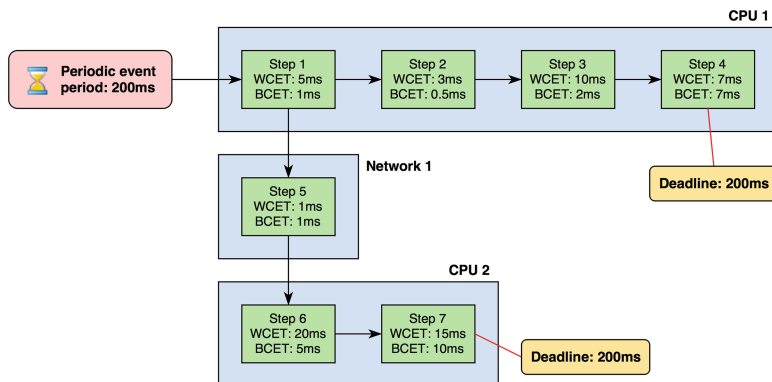 CPU 1
Periodic event
period: 200ms
Step 1
WCET: 5ms
BCET: 1ms
Step 2
WCET: 3ms
BCET: 0.5ms
Step 3
WCET: 10ms
BCET: 2ms
Step 4
WCET: 7ms
BCET: 7ms
Deadline: 200ms
Network 1
Step 5
WCET: 1ms
BCET: 1ms
CPU 2
Step 6
WCET: 20ms
BCET: 5ms
Step 7
WCET: 15ms
BCET: 10ms
Deadline: 200ms